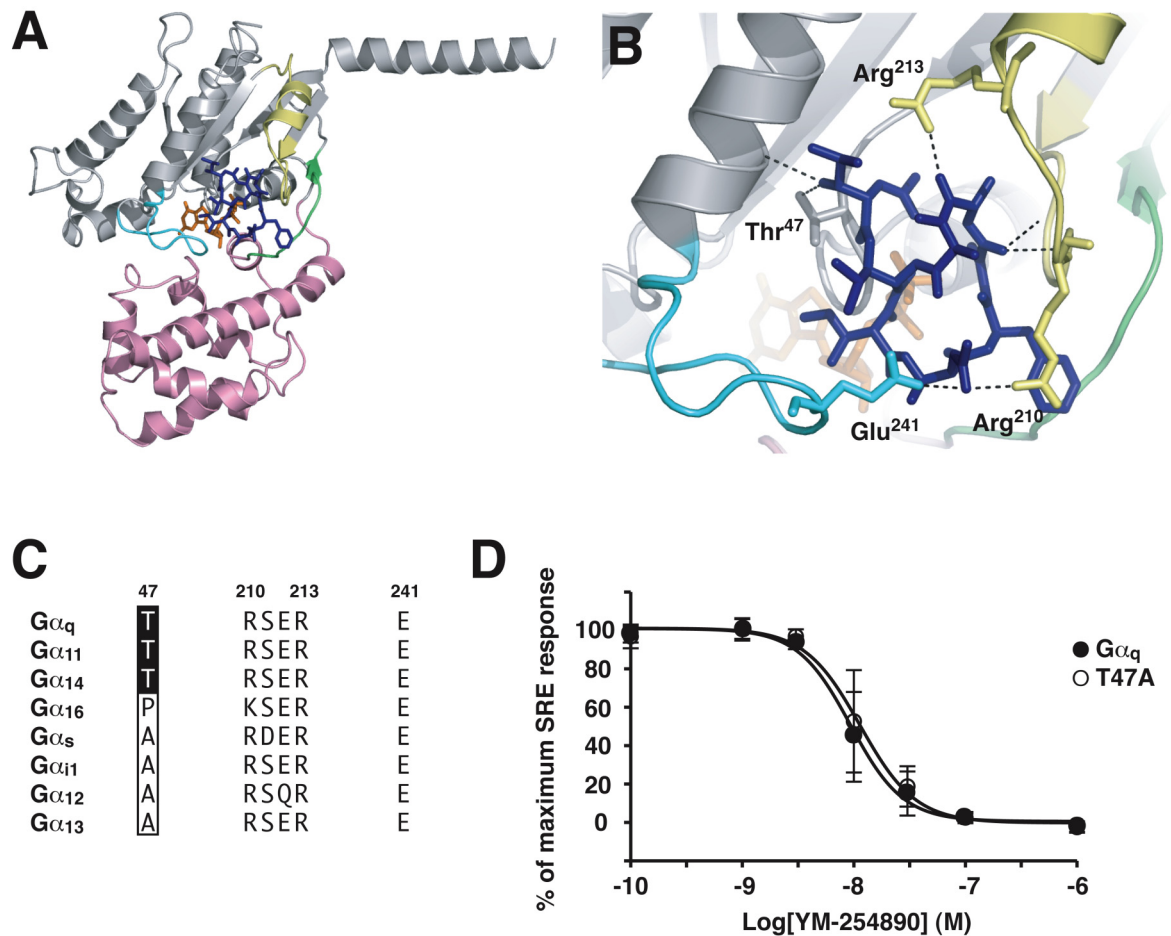 A
B
Arg213
Thr47
Glu241
Arg210
C
47 210 213 241
Gαq T RSER E
Gα11 T RSER E
Gα14 T RSER E
Gα16 P KSER E
Gαs A RDER E
Gαi1 A RSER E
Gα12 A RSQR E
Gα13 A RSER E
D
% of maximum SRE response
100
80
60
40
20
0
-10 -9 -8 -7 -6
Log[YM-254890] (M)
Gαq
T47A